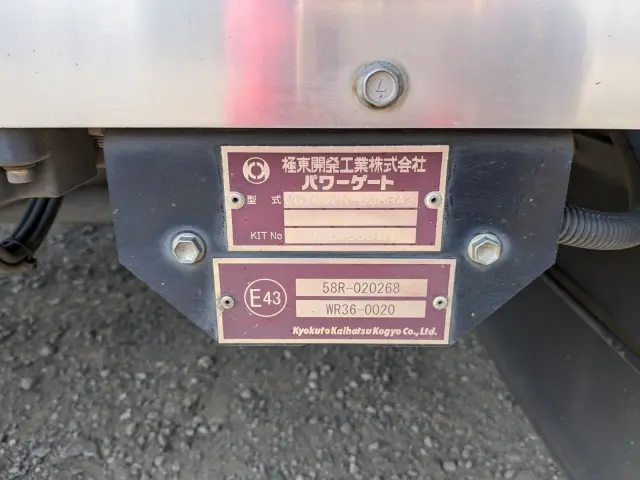 極東開発工業株式会社
パワーゲート
型式
KIT No
E43
58R-020268
WR36-0020
Kyokuto Kaihatsu Kogyo Co., Ltd.